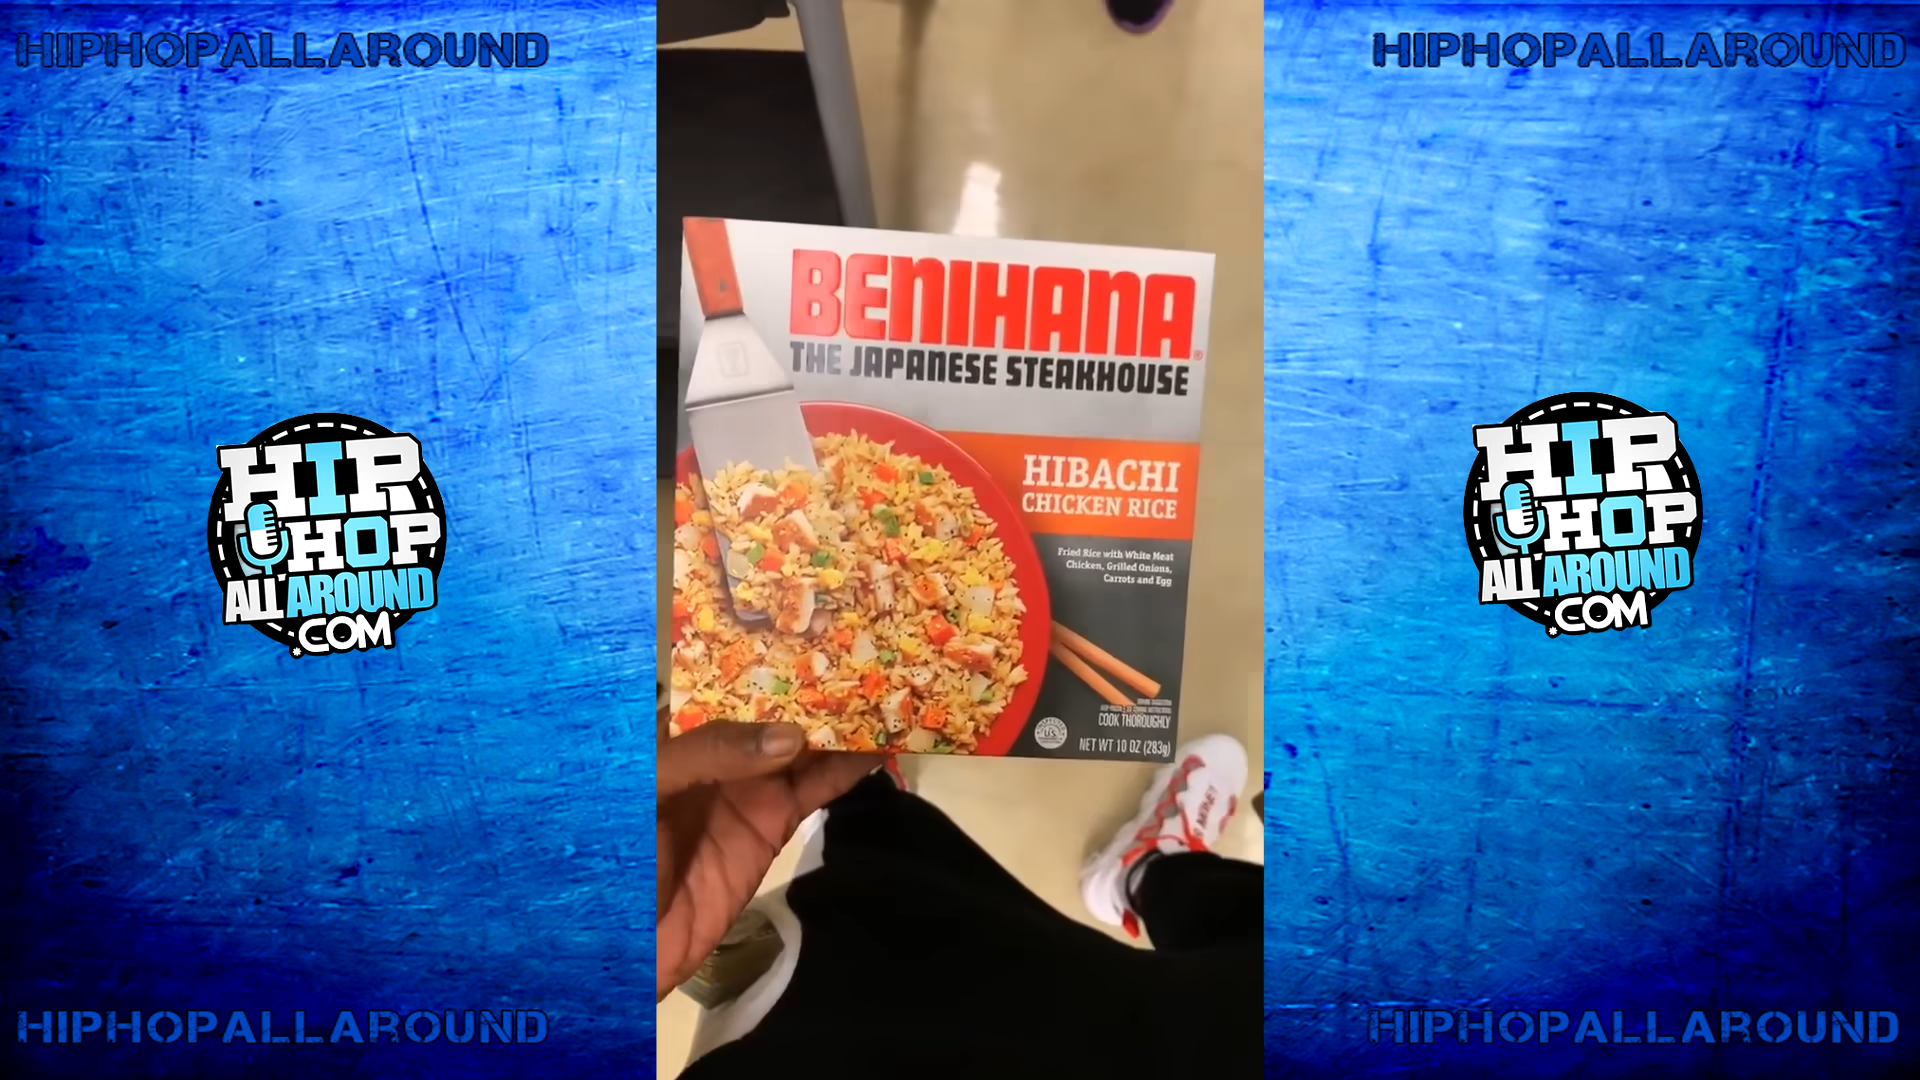 HIPHOPALLAROUND
HIPHOPALLAROUND
BENIHANA®
THE JAPANESE STEAKHOUSE
HIBACHI
CHICKEN RICE
Fried Rice with White Meat
Chicken, Grilled Onions,
Carrots and Egg
COOK THOROUGHLY
NET WT 10 OZ (283g)
HIP
HOP
ALL AROUND
.COM
HIP
HOP
ALL AROUND
.COM
HIPHOPALLAROUND
HIPHOPALLAROUND